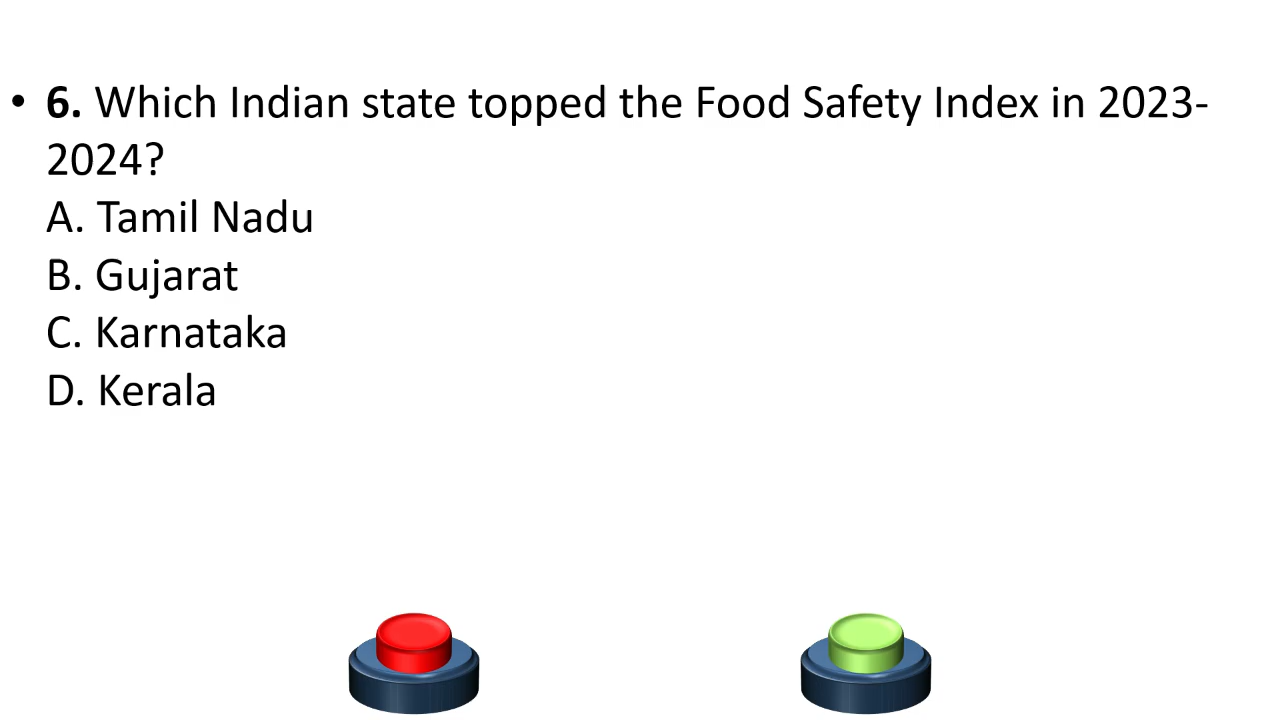 • 6. Which Indian state topped the Food Safety Index in 2023-
2024?
A. Tamil Nadu
B. Gujarat
C. Karnataka
D. Kerala